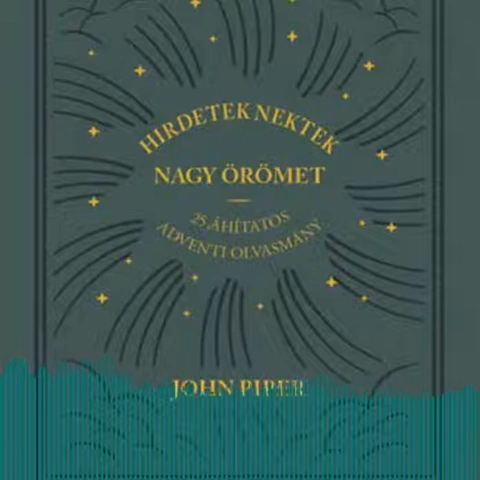 HIRDETEK NEKTEK
NAGY ÖRÖMET
25 ÁHÍTATOS
ADVENTI OLVASMÁNY
JOHN PIPER